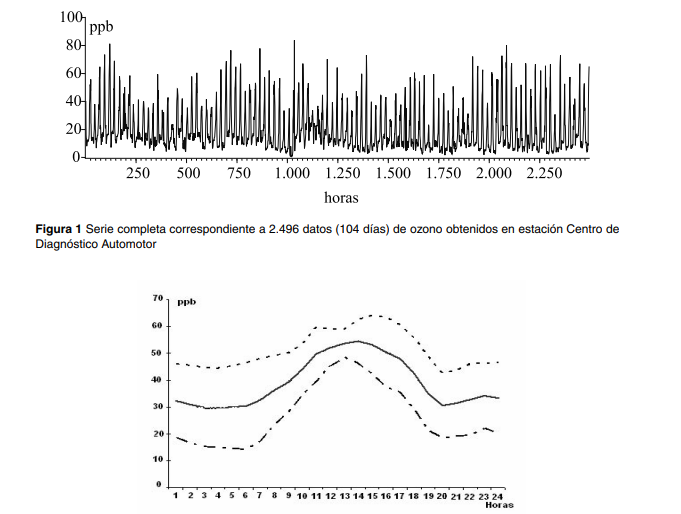 100
ppb
80
60
40
20
0
250 500 750 1.000 1.250 1.500 1.750 2.000 2.250
horas
Figura 1 Serie completa correspondiente a 2.496 datos (104 días) de ozono obtenidos en estación Centro de
Diagnóstico Automotor
70 ppb
60
50
40
30
20
10
0
1 2 3 4 5 6 7 8 9 10 11 12 13 14 15 16 17 18 19 20 21 22 23 24
Horas